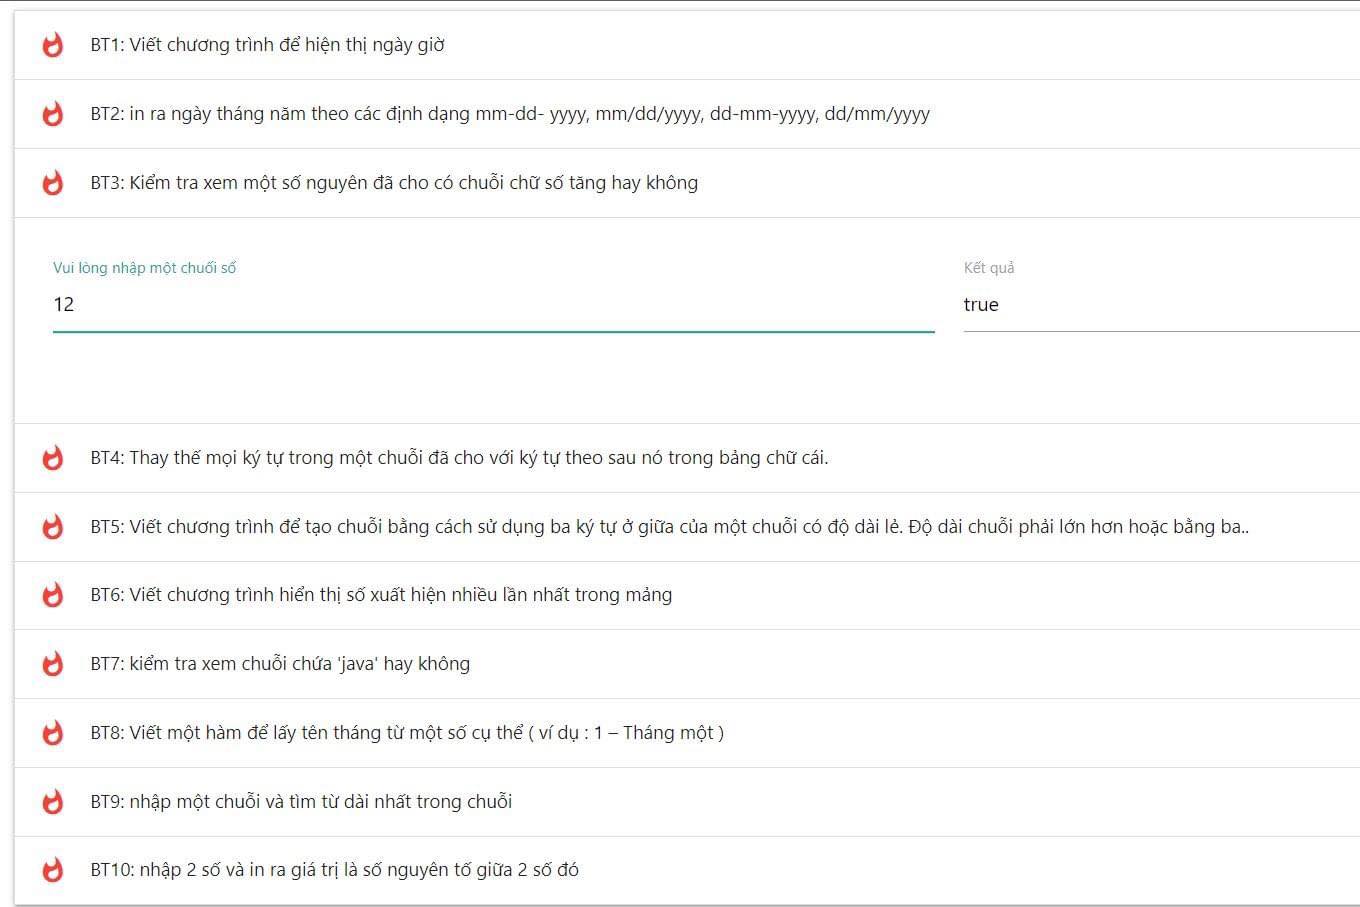 BT1: Viết chương trình để hiện thị ngày giờ
BT2: in ra ngày tháng năm theo các định dạng mm-dd- yyyy, mm/dd/yyyy, dd-mm-yyyy, dd/mm/yyyy
BT3: Kiểm tra xem một số nguyên đã cho có chuỗi chữ số tăng hay không
Vui lòng nhập một chuối số
Kết quả
12
true
BT4: Thay thế mọi ký tự trong một chuỗi đã cho với ký tự theo sau nó trong bảng chữ cái.
BT5: Viết chương trình để tạo chuỗi bằng cách sử dụng ba ký tự ở giữa của một chuỗi có độ dài lẻ. Độ dài chuỗi phải lớn hơn hoặc bằng ba..
BT6: Viết chương trình hiển thị số xuất hiện nhiều lần nhất trong mảng
BT7: kiểm tra xem chuỗi chứa 'java' hay không
BT8: Viết một hàm để lấy tên tháng từ một số cụ thể ( ví dụ : 1 – Tháng một )
BT9: nhập một chuỗi và tìm từ dài nhất trong chuỗi
BT10: nhập 2 số và in ra giá trị là số nguyên tố giữa 2 số đó